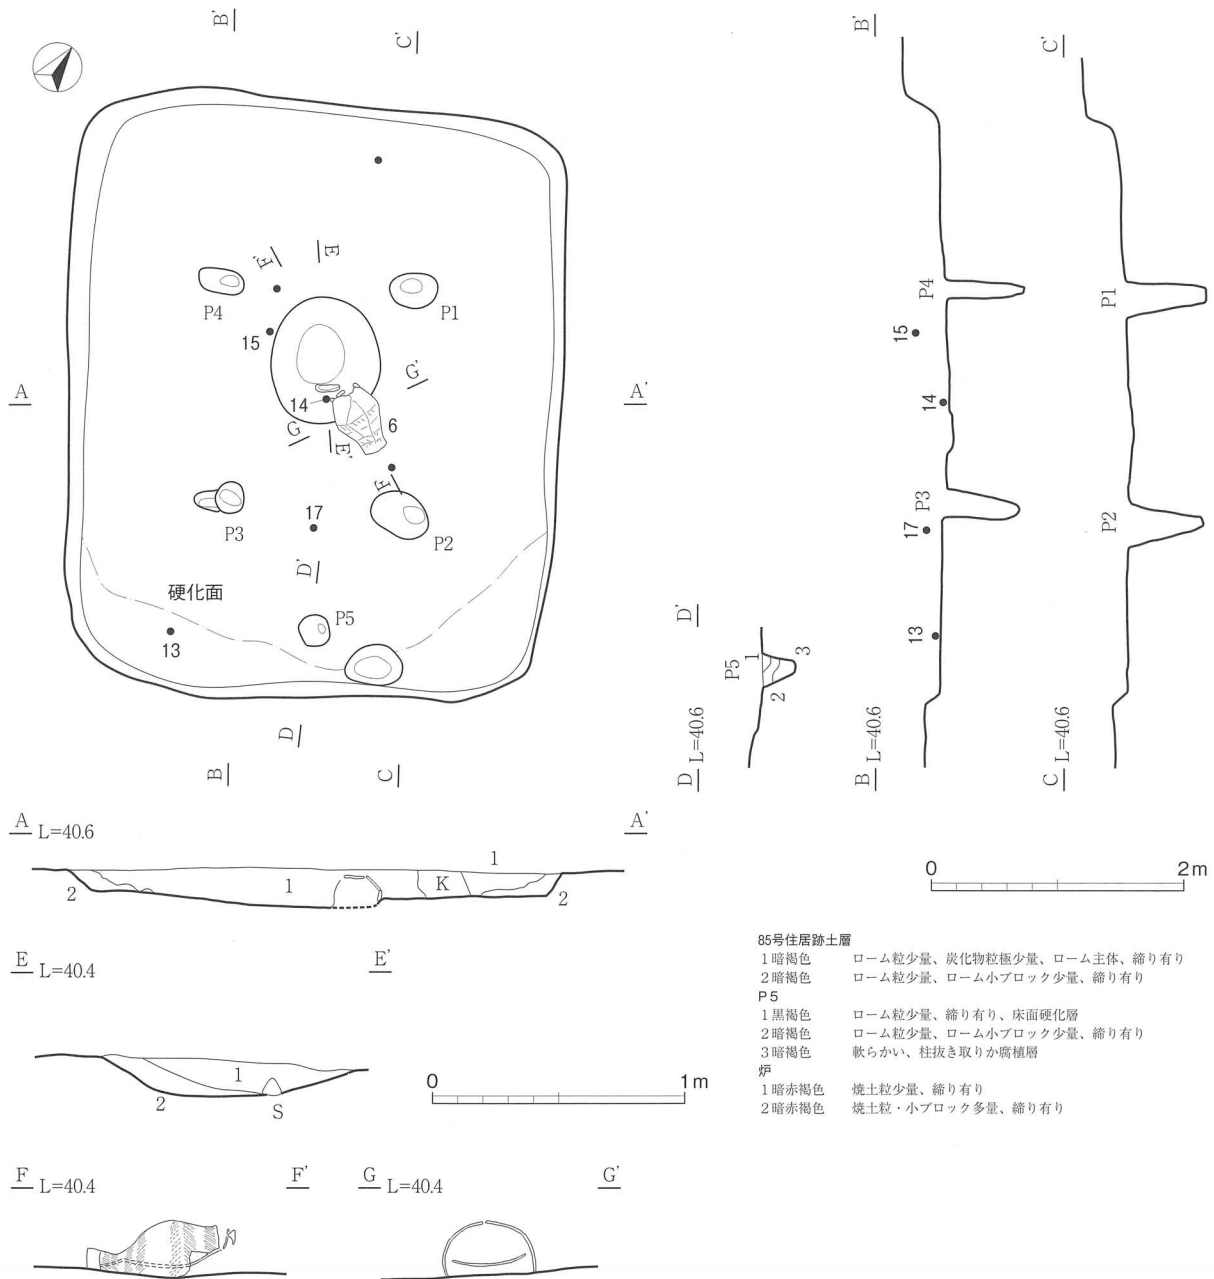 B'
C'
B'
C'
F'
E
P4
P1
15
G'
A
A'
14
6
G
E'
F
P3
17
P2
D'
硬化面
P5
13
D
B
C
P4
P1
15
14
P3
17
P2
13
D'
P5
1
3
2
D L=40.6
B L=40.6
C L=40.6
A L=40.6
A'
1
2
1
K
2
0
2m
E L=40.4
E'
1
2
S
0
1m
F L=40.4
F'
G L=40.4
G'
85号住居跡土層
1暗褐色 ローム粒少量、炭化物粒極少量、ローム主体、締り有り
2暗褐色 ローム粒少量、ローム小ブロック少量、締り有り
P5
1黒褐色 ローム粒少量、締り有り、床面硬化層
2暗褐色 ローム粒少量、ローム小ブロック少量、締り有り
3暗褐色 軟らかい、柱抜き取りか腐植層
炉
1暗赤褐色 焼土粒少量、締り有り
2暗赤褐色 焼土粒・小ブロック多量、締り有り